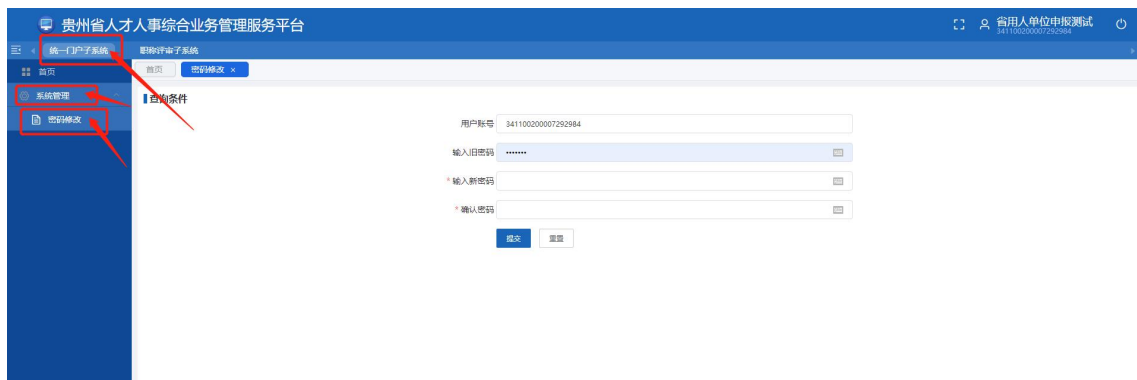 贵州省人才人事综合业务管理服务平台
省用人单位申报测试
341100200007292984
统一门户子系统
职称评审子系统
首页
首页
密码修改 ×
系统管理
密码修改
查询条件
用户账号 341100200007292984
输入旧密码 •••••••
* 输入新密码
* 确认密码
提交
重置